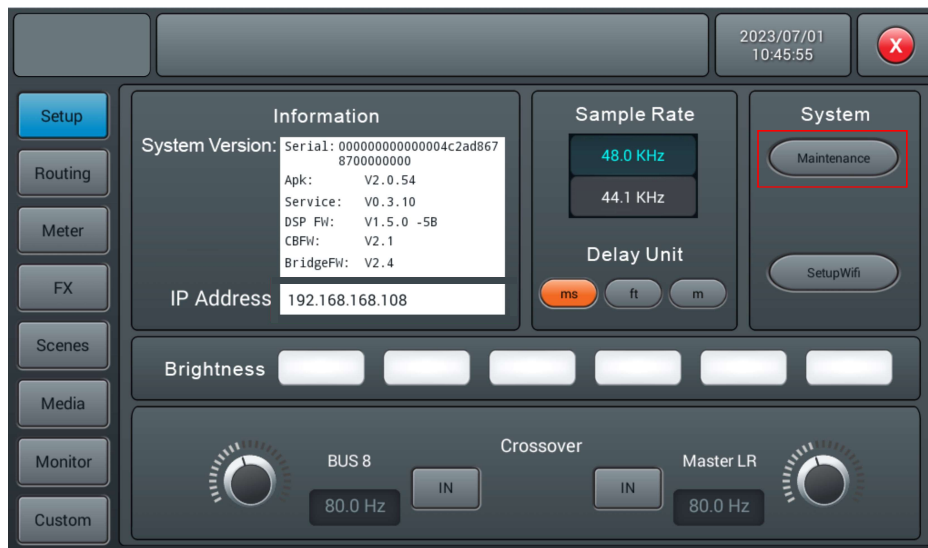 2023/07/01
10:45:55
X
Setup
Routing
Meter
FX
Scenes
Media
Monitor
Custom
Information
System Version:
Serial: 000000000000004c2ad867
8700000000
Apk: V2.0.54
Service: V0.3.10
DSP FW: V1.5.0 -5B
CBFW: V2.1
BridgeFW: V2.4
IP Address 192.168.168.108
Sample Rate
48.0 KHz
44.1 KHz
Delay Unit
ms ft m
System
Maintenance
SetupWifi
Brightness
Crossover
BUS 8
80.0 Hz
IN
IN
Master LR
80.0 Hz